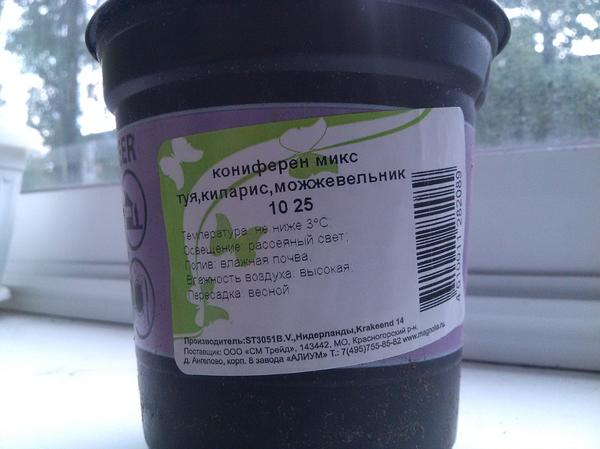 кониферен микс
туя,кипарис,можжевельник
10 25
Температура: не ниже 3°С;
Освещение: рассеяный свет;
Полив: влажная почва;
Влажность воздуха: высокая;
Пересадка: весной
Производитель:ST3051B.V.,Нидерланды,Krakeend 14
Поставщик: ООО «СМ Трейд», 143442, МО, Красногорский р-н,
д. Ангелово, корп. 8 завода «АЛИУМ» Т.: 7(495)755-85-82 www.magnolia.ru